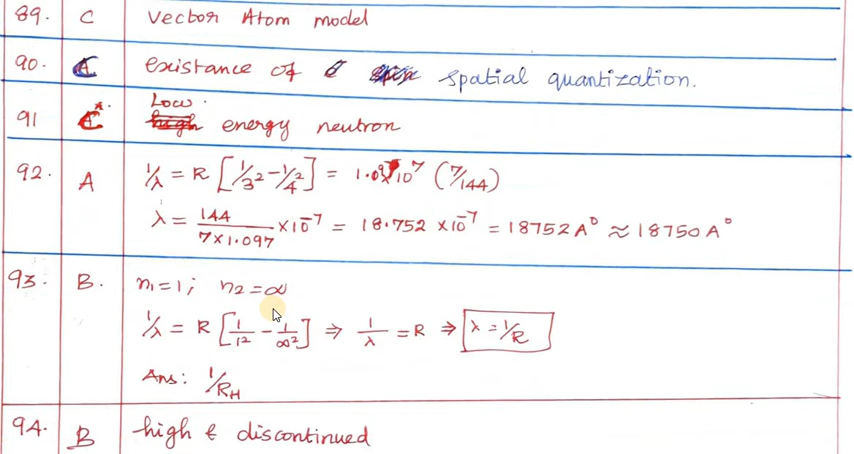 89. C Vector Atom model
90. C existance of spatial quantization.
91 A. Low energy neutron
92. A 1/λ = R [1/3² - 1/4²] = 1.097×10⁷ (7/144)
λ = 144/(7×1.097) ×10⁻⁷ = 18.752 ×10⁻⁷ = 18752 A° ≈ 18750 A°
93. B. n1=1; n2=∞
1/λ = R [1/1² - 1/∞²] ⇒ 1/λ = R ⇒ λ = 1/R
Ans: 1/RH
94. B high & discontinued